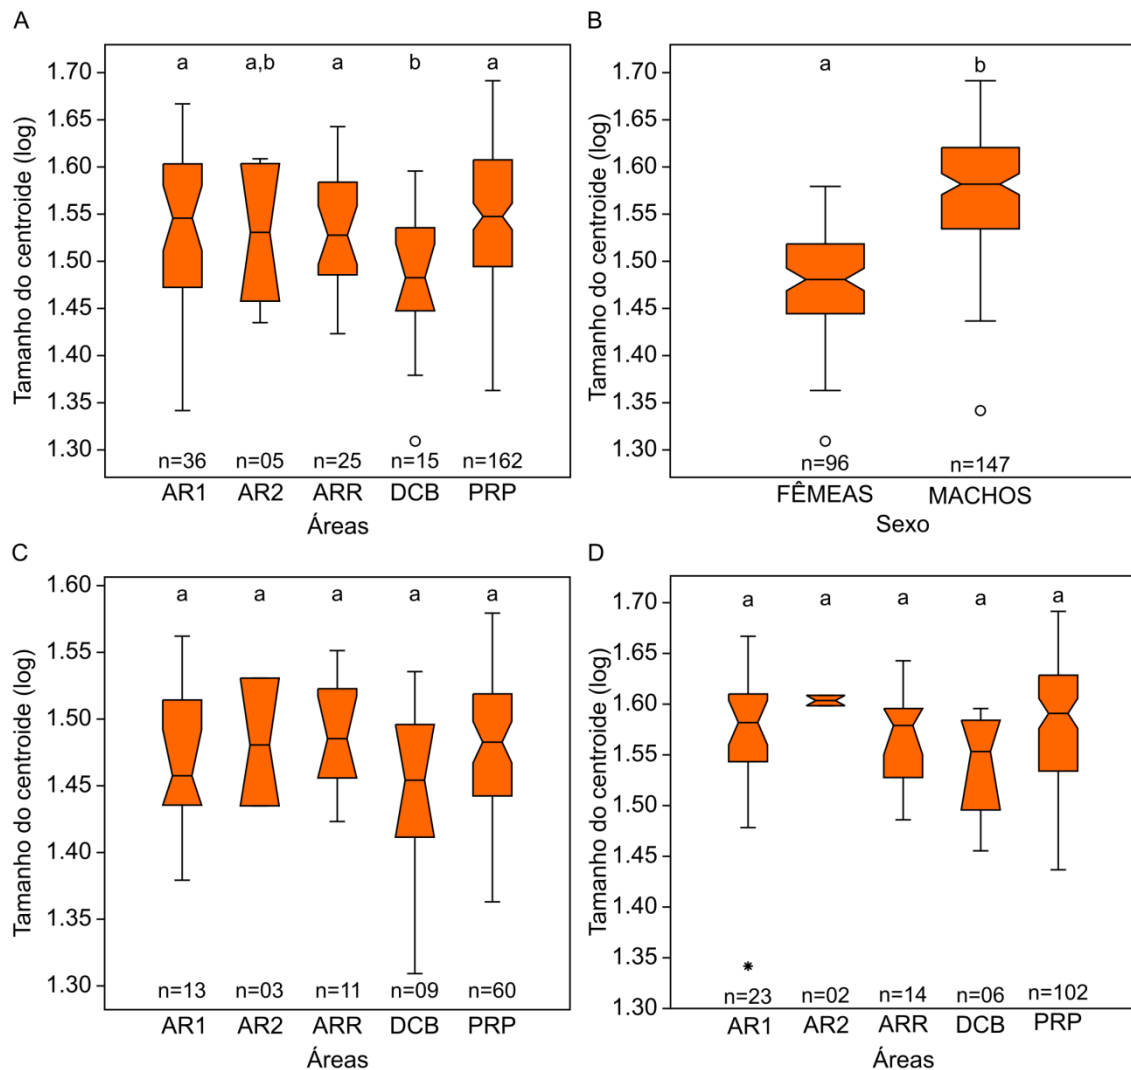 A
Tamanho do centroide (log)
1.70
1.65
1.60
1.55
1.50
1.45
1.40
1.35
1.30
a a,b a b a
n=36 n=05 n=25 n=15 n=162
AR1 AR2 ARR DCB PRP
Áreas
B
Tamanho do centroide (log)
1.70
1.65
1.60
1.55
1.50
1.45
1.40
1.35
1.30
a b
n=96 n=147
FÊMEAS MACHOS
Sexo
C
Tamanho do centroide (log)
1.60
1.55
1.50
1.45
1.40
1.35
1.30
a a a a a
n=13 n=03 n=11 n=09 n=60
AR1 AR2 ARR DCB PRP
Áreas
D
Tamanho do centroide (log)
1.70
1.65
1.60
1.55
1.50
1.45
1.40
1.35
1.30
a a a a a
n=23 n=02 n=14 n=06 n=102
AR1 AR2 ARR DCB PRP
Áreas